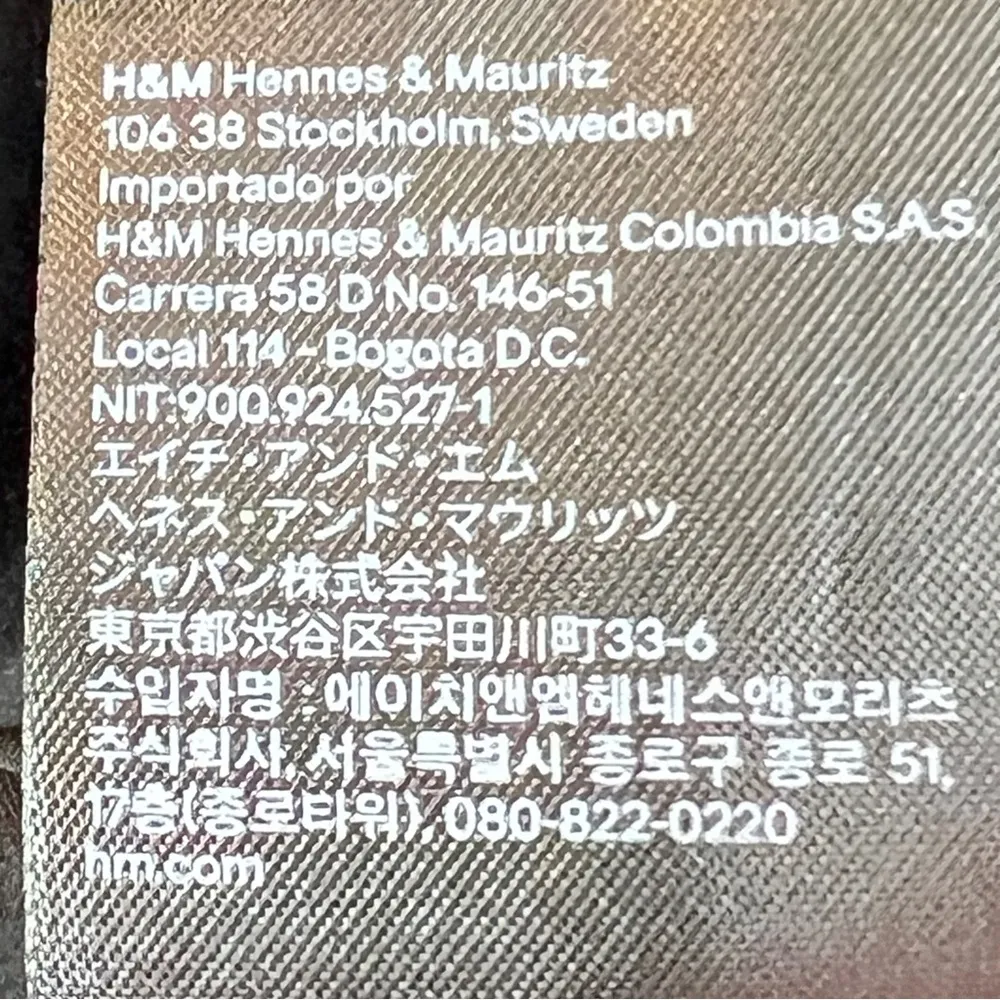 H&M Hennes & Mauritz
106 38 Stockholm, Sweden
Importado por
H&M Hennes & Mauritz Colombia S.A.S.
Carrera 58 D No. 146-51
Local 114 - Bogota D.C.
NIT:900.924.527-1
エイチ・アンド・エム
ヘネス・アンド・マウリッツ
ジャパン株式会社
東京都渋谷区宇田川町33-6
수입자명 : 에이치앤엠헤네스앤모리츠
주식회사, 서울특별시 종로구 종로 51,
17층(종로타워), 080-822-0220
hm.com